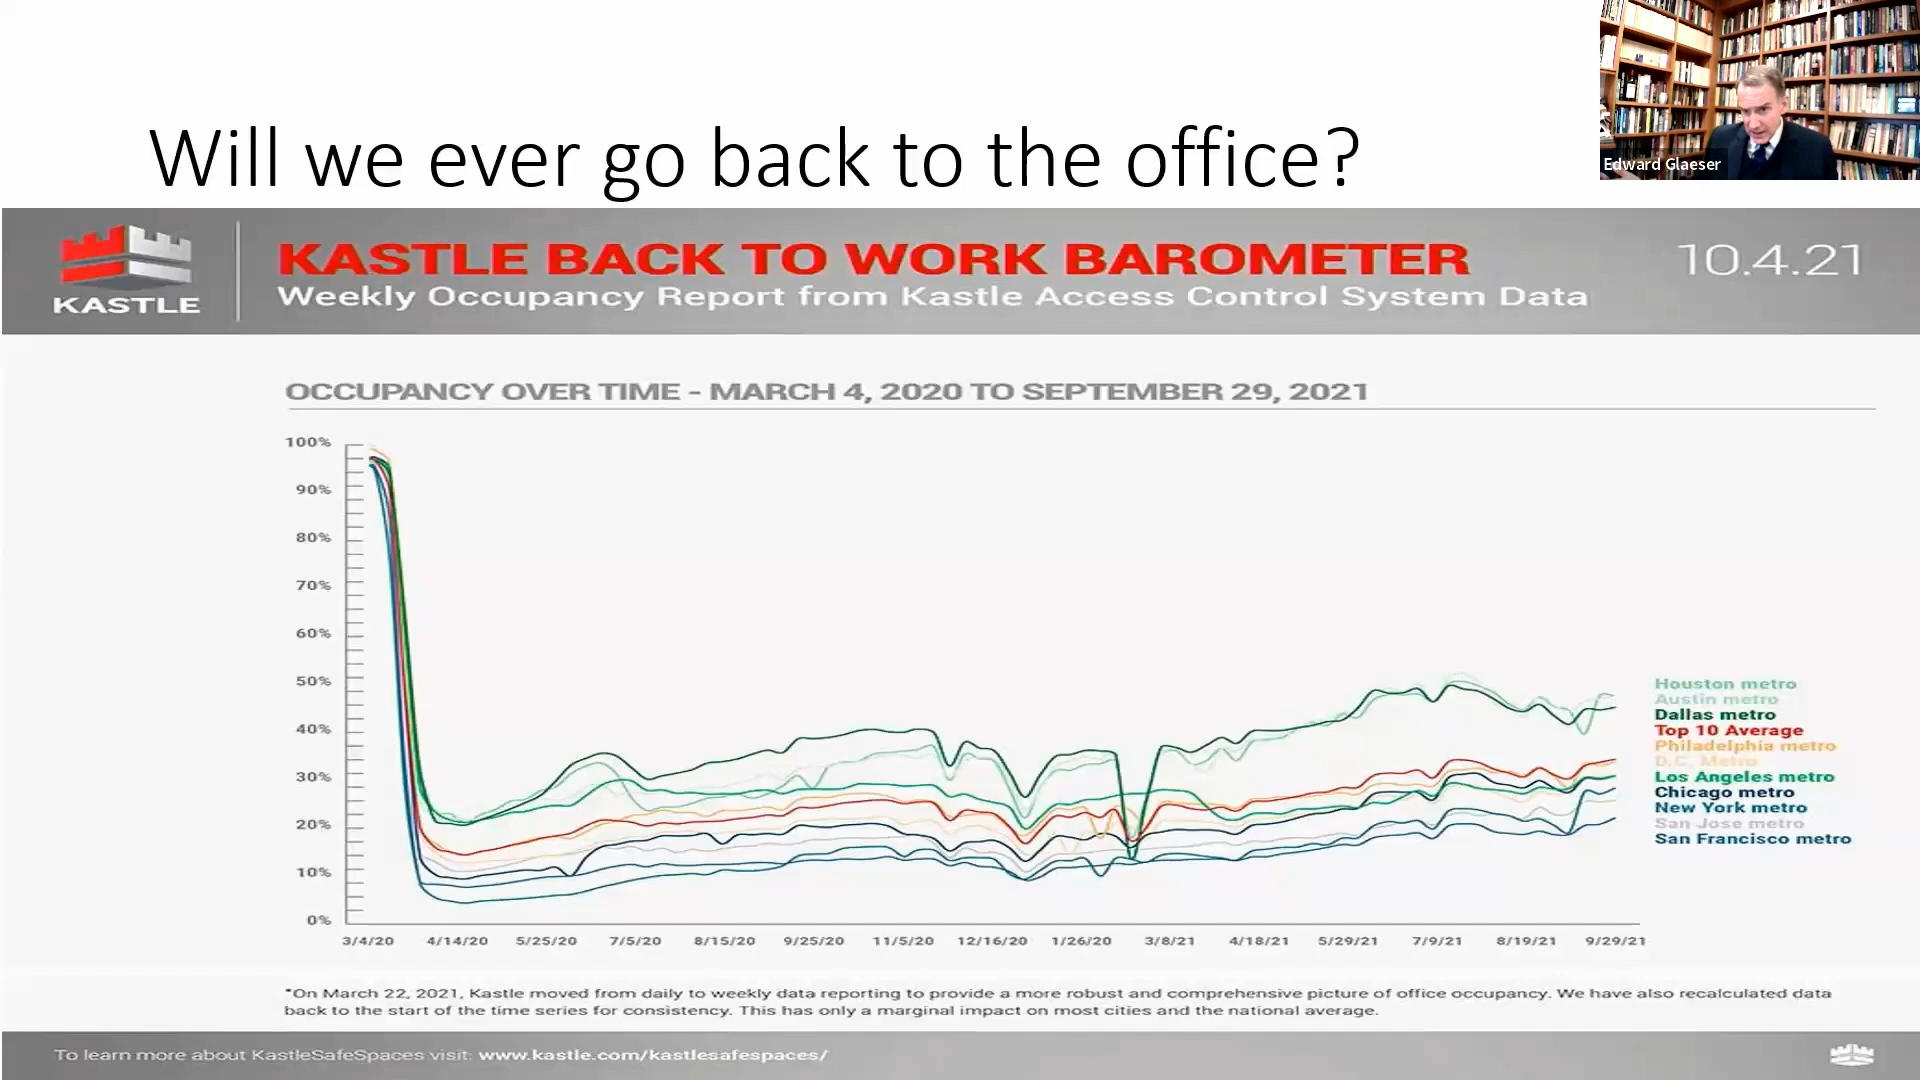 Will we ever go back to the office?
Edward Glaeser
KASTLE
KASTLE BACK TO WORK BAROMETER
Weekly Occupancy Report from Kastle Access Control System Data
10.4.21
OCCUPANCY OVER TIME - MARCH 4, 2020 TO SEPTEMBER 29, 2021
100%
90%
80%
70%
60%
50%
40%
30%
20%
10%
0%
3/4/20 4/14/20 5/25/20 7/5/20 8/15/20 9/25/20 11/5/20 12/16/20 1/26/20 3/8/21 4/18/21 5/29/21 7/9/21 8/19/21 9/29/21
Houston metro
Austin metro
Dallas metro
Top 10 Average
Philadelphia metro
D.C. Metro
Los Angeles metro
Chicago metro
New York metro
San Jose metro
San Francisco metro
*On March 22, 2021, Kastle moved from daily to weekly data reporting to provide a more robust and comprehensive picture of office occupancy. We have also recalculated data
back to the start of the time series for consistency. This has only a marginal impact on most cities and the national average.
To learn more about KastleSafeSpaces visit: www.kastle.com/kastlesafespaces/